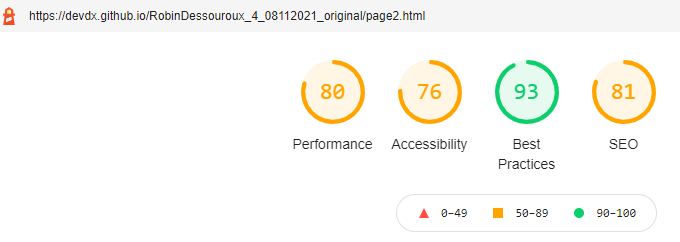 https://devdx.github.io/RobinDessouroux_4_08112021_original/page2.html
80 76 93 81
Performance Accessibility Best Practices SEO
0–49 50–89 90–100